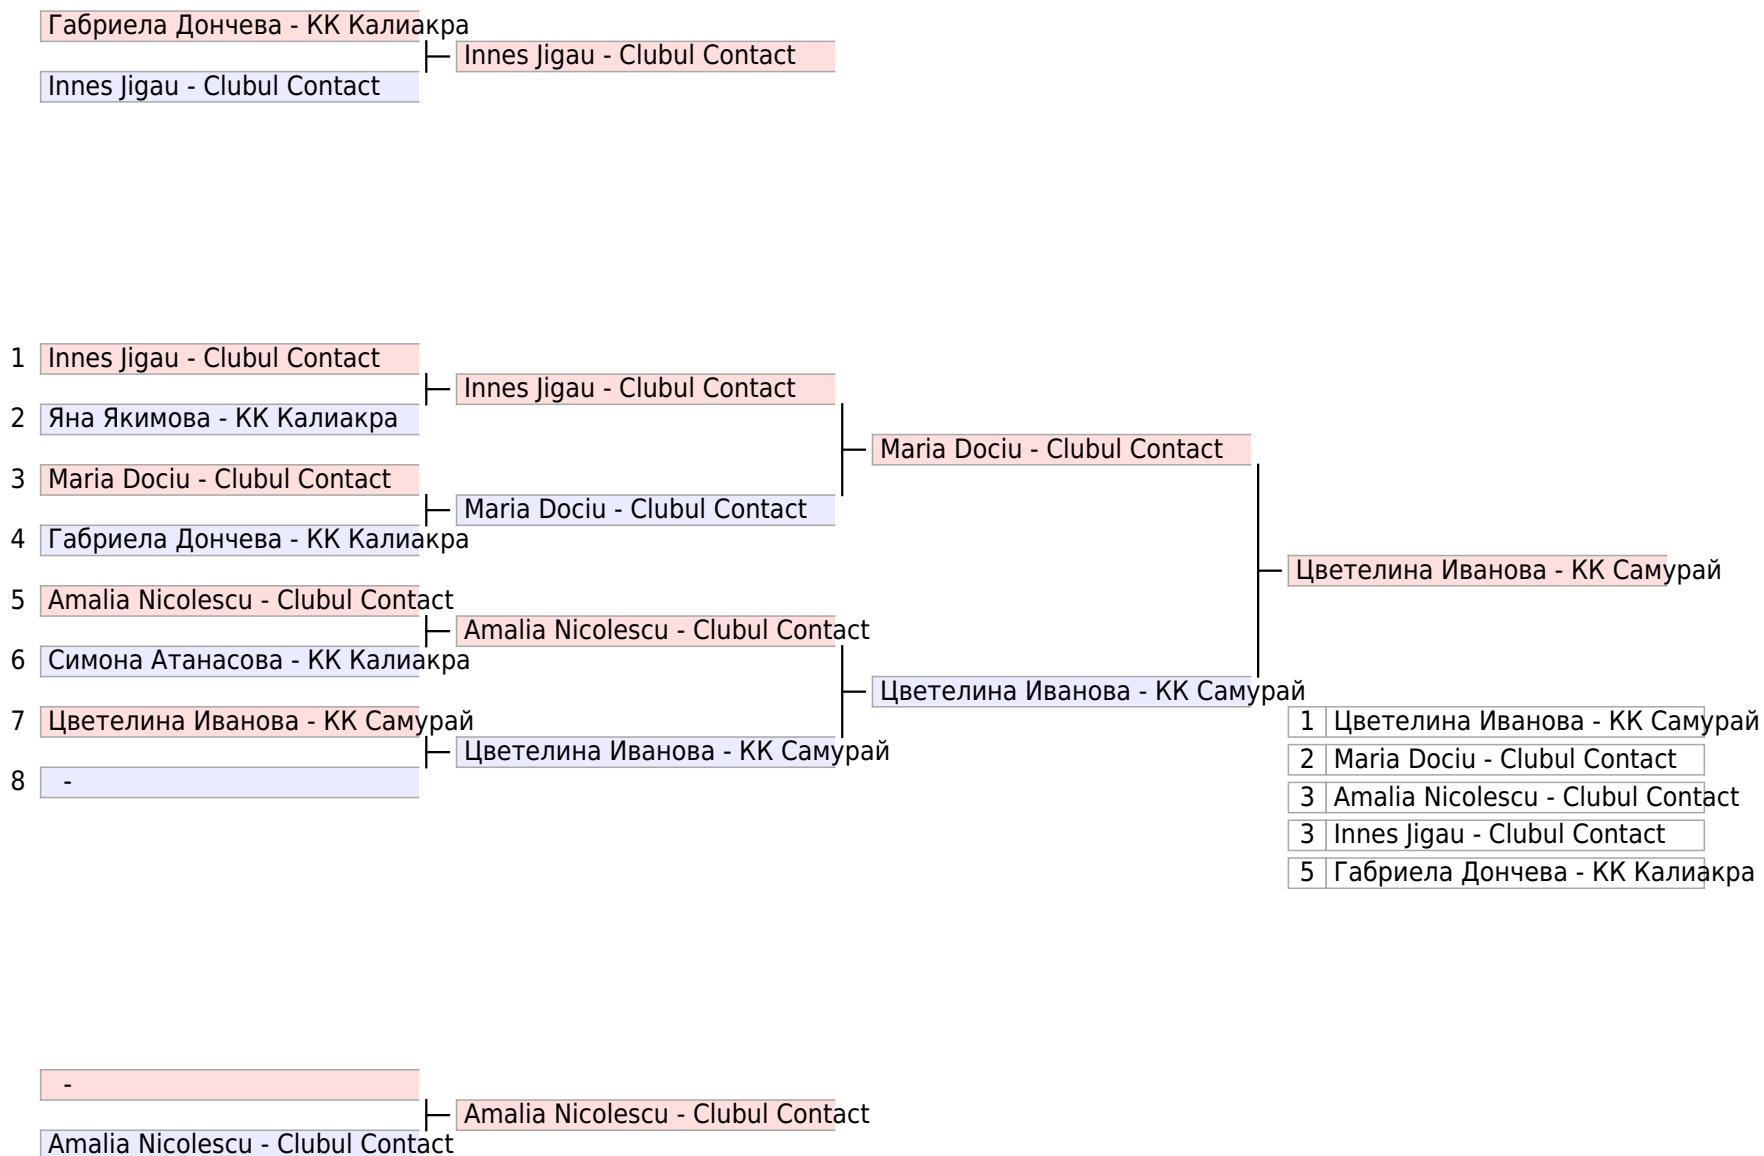 Габриела Дончева - КК Калиакра
Innes Jigau - Clubul Contact
Innes Jigau - Clubul Contact
1 Innes Jigau - Clubul Contact
Innes Jigau - Clubul Contact
2 Яна Якимова - КК Калиакра
Maria Dociu - Clubul Contact
3 Maria Dociu - Clubul Contact
Maria Dociu - Clubul Contact
4 Габриела Дончева - КК Калиакра
Цветелина Иванова - КК Самурай
5 Amalia Nicolescu - Clubul Contact
Amalia Nicolescu - Clubul Contact
6 Симона Атанасова - КК Калиакра
Цветелина Иванова - КК Самурай
7 Цветелина Иванова - КК Самурай
Цветелина Иванова - КК Самурай
8 -
1 Цветелина Иванова - КК Самурай
2 Maria Dociu - Clubul Contact
3 Amalia Nicolescu - Clubul Contact
3 Innes Jigau - Clubul Contact
5 Габриела Дончева - КК Калиакра
-
Amalia Nicolescu - Clubul Contact
Amalia Nicolescu - Clubul Contact